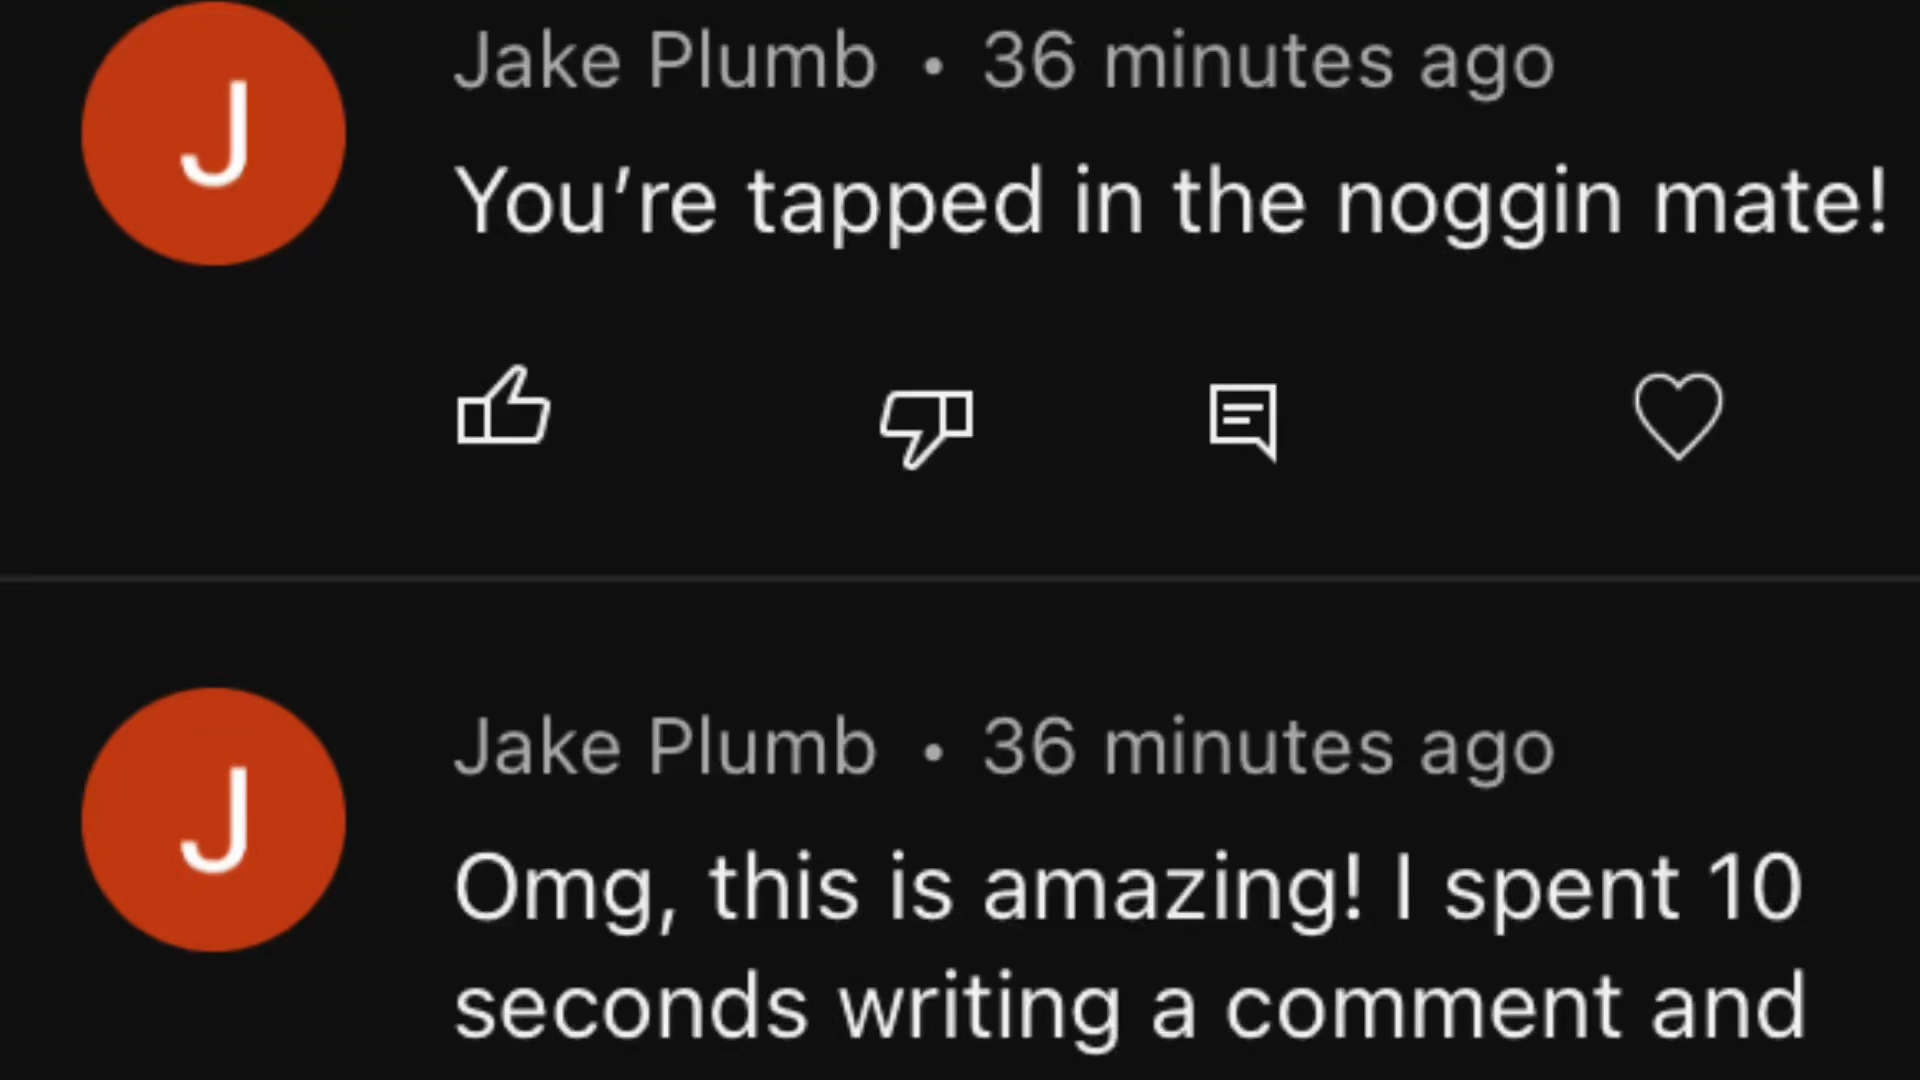 J
Jake Plumb • 36 minutes ago
You’re tapped in the noggin mate!
J
Jake Plumb • 36 minutes ago
Omg, this is amazing! I spent 10
seconds writing a comment and